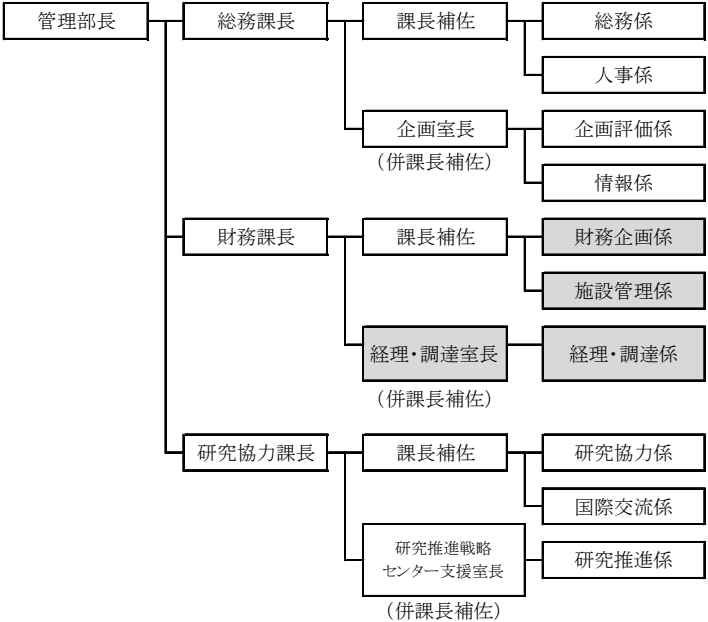 管理部長
総務課長
課長補佐
総務係
人事係
企画室長
(併課長補佐)
企画評価係
情報係
財務課長
課長補佐
財務企画係
施設管理係
経理・調達室長
(併課長補佐)
経理・調達係
研究協力課長
課長補佐
研究協力係
国際交流係
研究推進戦略
センター支援室長
(併課長補佐)
研究推進係